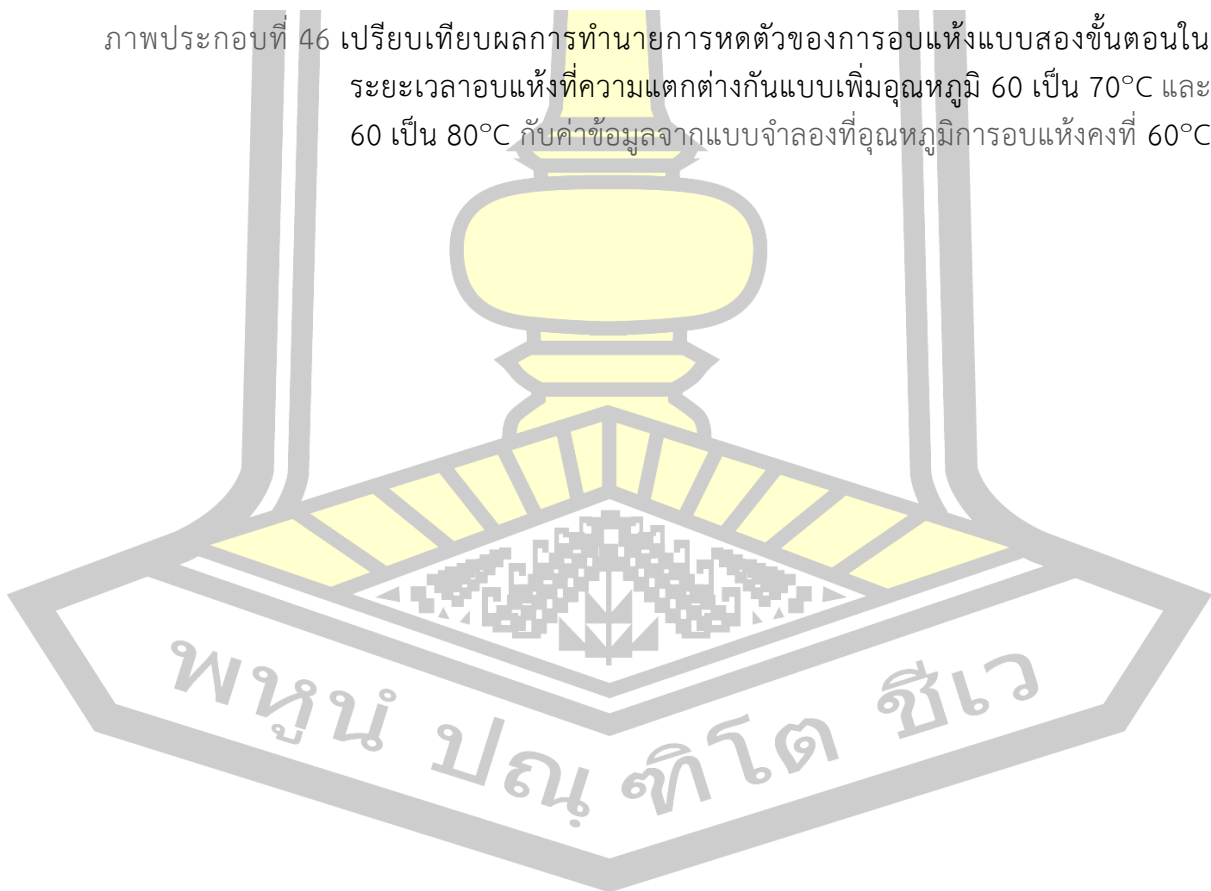 ภาพประกอบที่ 46 เปรียบเทียบผลการทำนายการหดตัวของการอบแห้งแบบสองขั้นตอนใน
ระยะเวลาอบแห้งที่ความแตกต่างกันแบบเพิ่มอุณหภูมิ 60 เป็น 70°C และ
60 เป็น 80°C กับค่าข้อมูลจากแบบจำลองที่อุณหภูมิการอบแห้งคงที่ 60°C
พหูนํ ปณฺฑิโต ชีเว